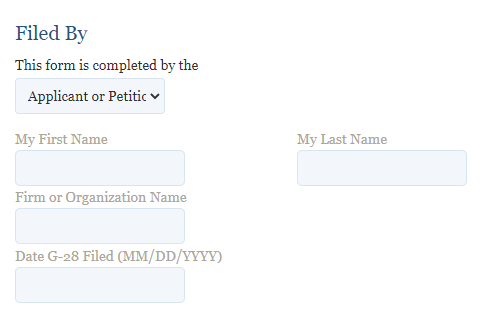 Filed By
This form is completed by the
Applicant or Petitic
My First Name
My Last Name
Firm or Organization Name
Date G-28 Filed (MM/DD/YYYY)